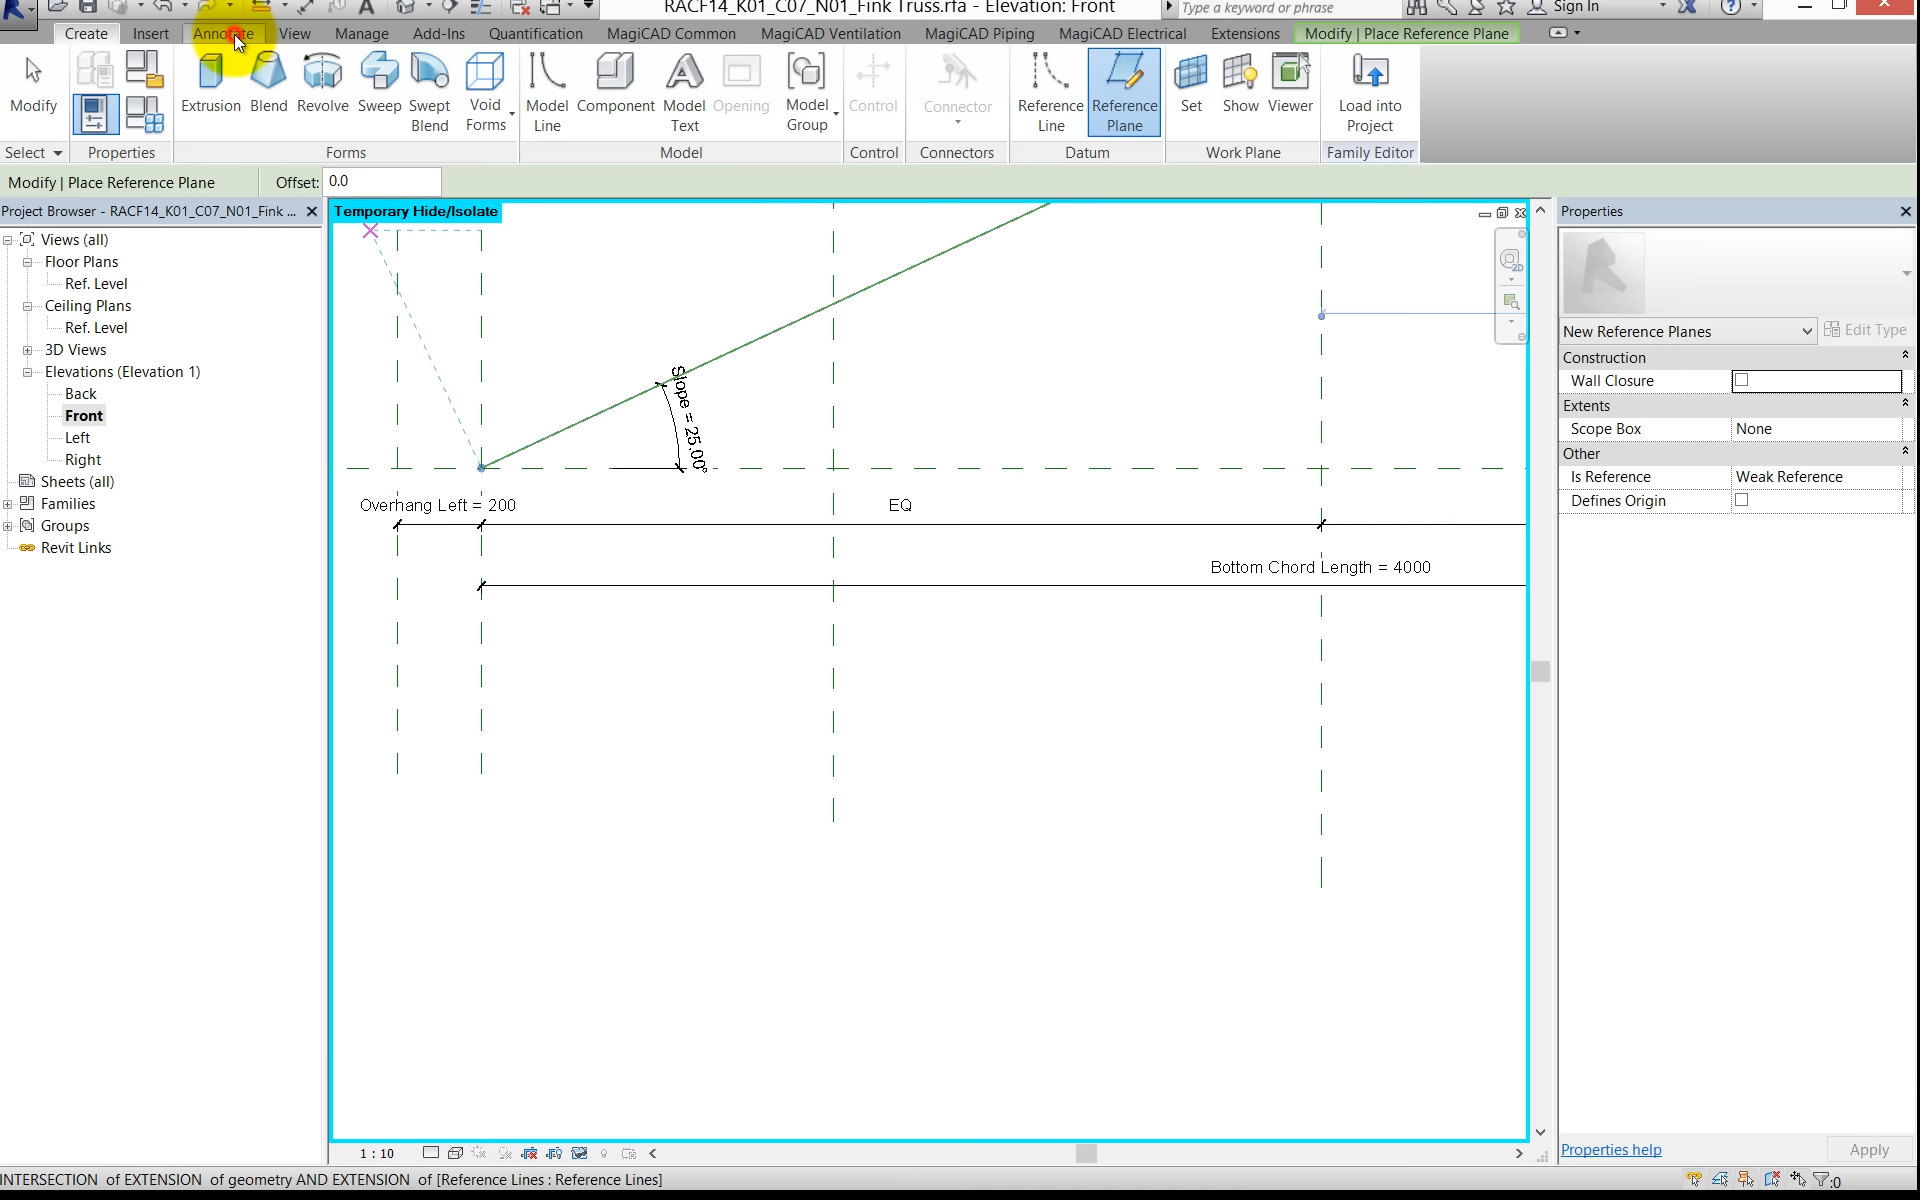 RACF14_K01_C07_N01_Fink Truss.rfa - Elevation: Front
Type a keyword or phrase
Sign In
Create Insert Annotate View Manage Add-Ins Quantification MagiCAD Common MagiCAD Ventilation MagiCAD Piping MagiCAD Electrical Extensions Modify | Place Reference Plane
Modify Extrusion Blend Revolve Sweep Swept Blend Void Forms Model Line Component Model Text Opening Model Group Control Connector Reference Line Reference Plane Set Show Viewer Load into Project
Select Properties Forms Model Control Connectors Datum Work Plane Family Editor
Modify | Place Reference Plane Offset: 0.0
Project Browser - RACF14_K01_C07_N01_Fink ...
Views (all)
Floor Plans
Ref. Level
Ceiling Plans
Ref. Level
3D Views
Elevations (Elevation 1)
Back
Front
Left
Right
Sheets (all)
Families
Groups
Revit Links
Temporary Hide/Isolate
2D
Slope = 25.00°
Overhang Left = 200
EQ
Bottom Chord Length = 4000
Properties
New Reference Planes
Edit Type
Construction
Wall Closure
Extents
Scope Box None
Other
Is Reference Weak Reference
Defines Origin
Properties help
Apply
1 : 10
INTERSECTION of EXTENSION of geometry AND EXTENSION of [Reference Lines : Reference Lines]
:0